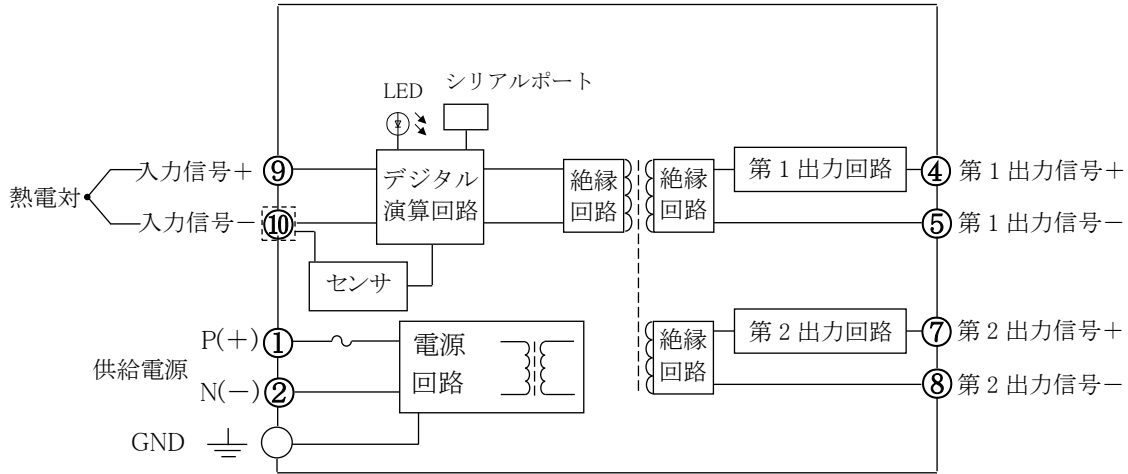 シリアルポート
LED
入力信号+ ⑨
デジタル
演算回路
絶縁
回路
絶縁
回路
第1出力回路
④ 第1出力信号+
熱電対
入力信号- ⑩
⑤ 第1出力信号-
センサ
P(+) ①
供給電源
N(-) ②
電源
回路
絶縁
回路
第2出力回路
⑦ 第2出力信号+
⑧ 第2出力信号-
GND